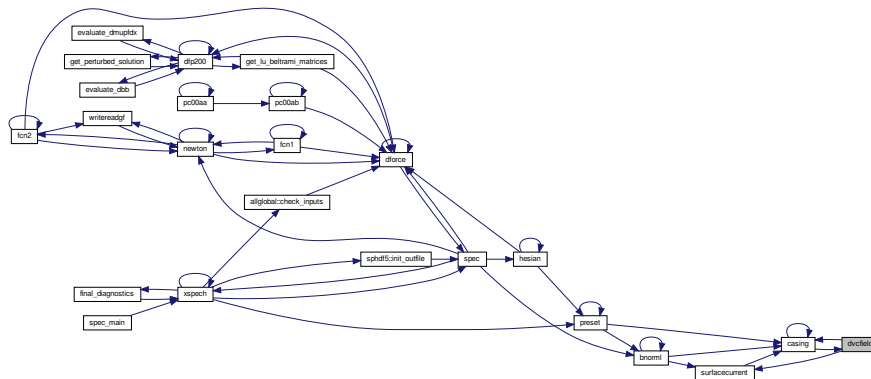 evaluate_dmupfdx
get_perturbed_solution
dfp200
get_lu_beltrami_matrices
evaluate_dbb
pc00aa
pc00ab
writereadgf
fcn2
newton
fcn1
dforce
allglobal::check_inputs
sphdf5::init_outfile
spec
hesian
final_diagnostics
xspech
spec_main
preset
bnorml
casing
dvcfield
surfacecurrent